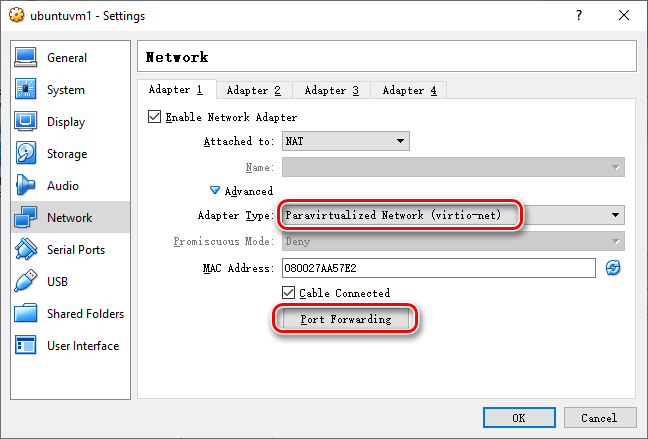 ubuntuvm1 - Settings
?
General
System
Display
Storage
Audio
Network
Serial Ports
USB
Shared Folders
User Interface
Network
Adapter 1 Adapter 2 Adapter 3 Adapter 4
Enable Network Adapter
Attached to: NAT
Name:
Advanced
Adapter Type: Paravirtualized Network (virtio-net)
Promiscuous Mode: Deny
MAC Address: 080027AA57E2
Cable Connected
Port Forwarding
OK Cancel